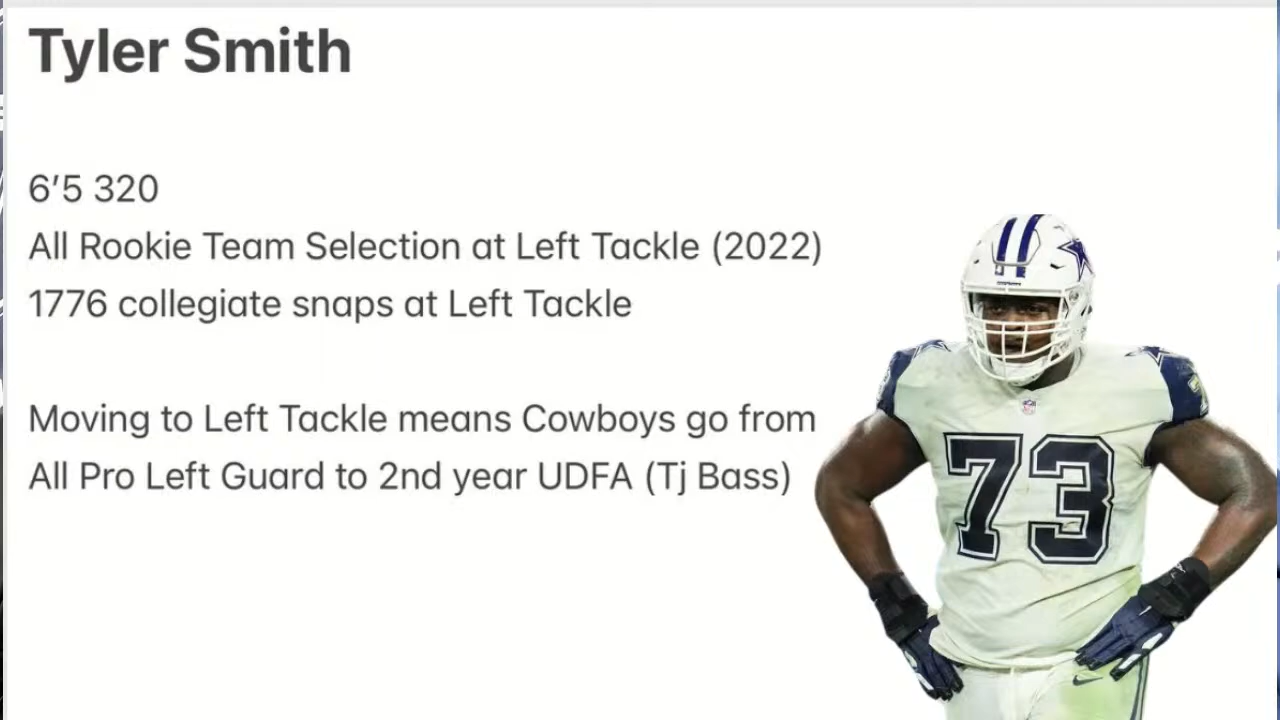 Tyler Smith
6’5 320
All Rookie Team Selection at Left Tackle (2022)
1776 collegiate snaps at Left Tackle
Moving to Left Tackle means Cowboys go from
All Pro Left Guard to 2nd year UDFA (Tj Bass)
73